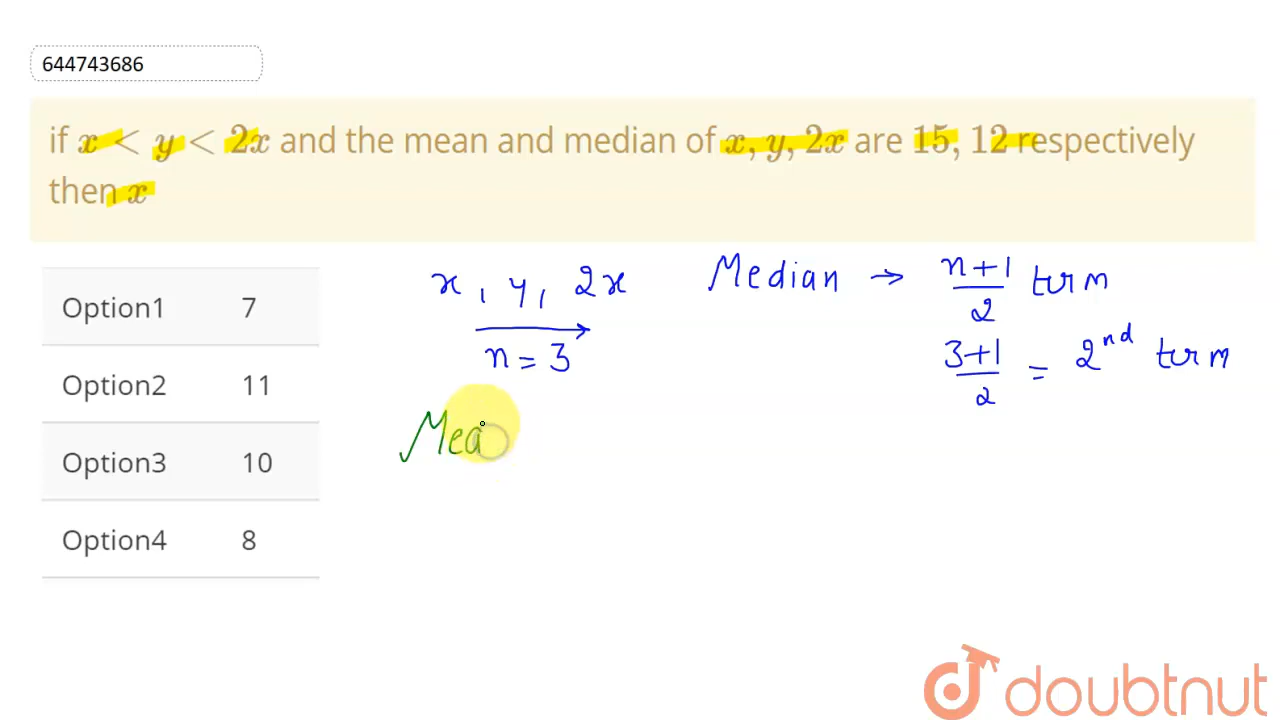 644743686
if x < y < 2x and the mean and median of x, y, 2x are 15, 12 respectively
then x
Option1 7
Option2 11
Option3 10
Option4 8
x, y, 2x
n = 3
Median → n+1/2 term
3+1/2 = 2nd term
Mea
doubtnut